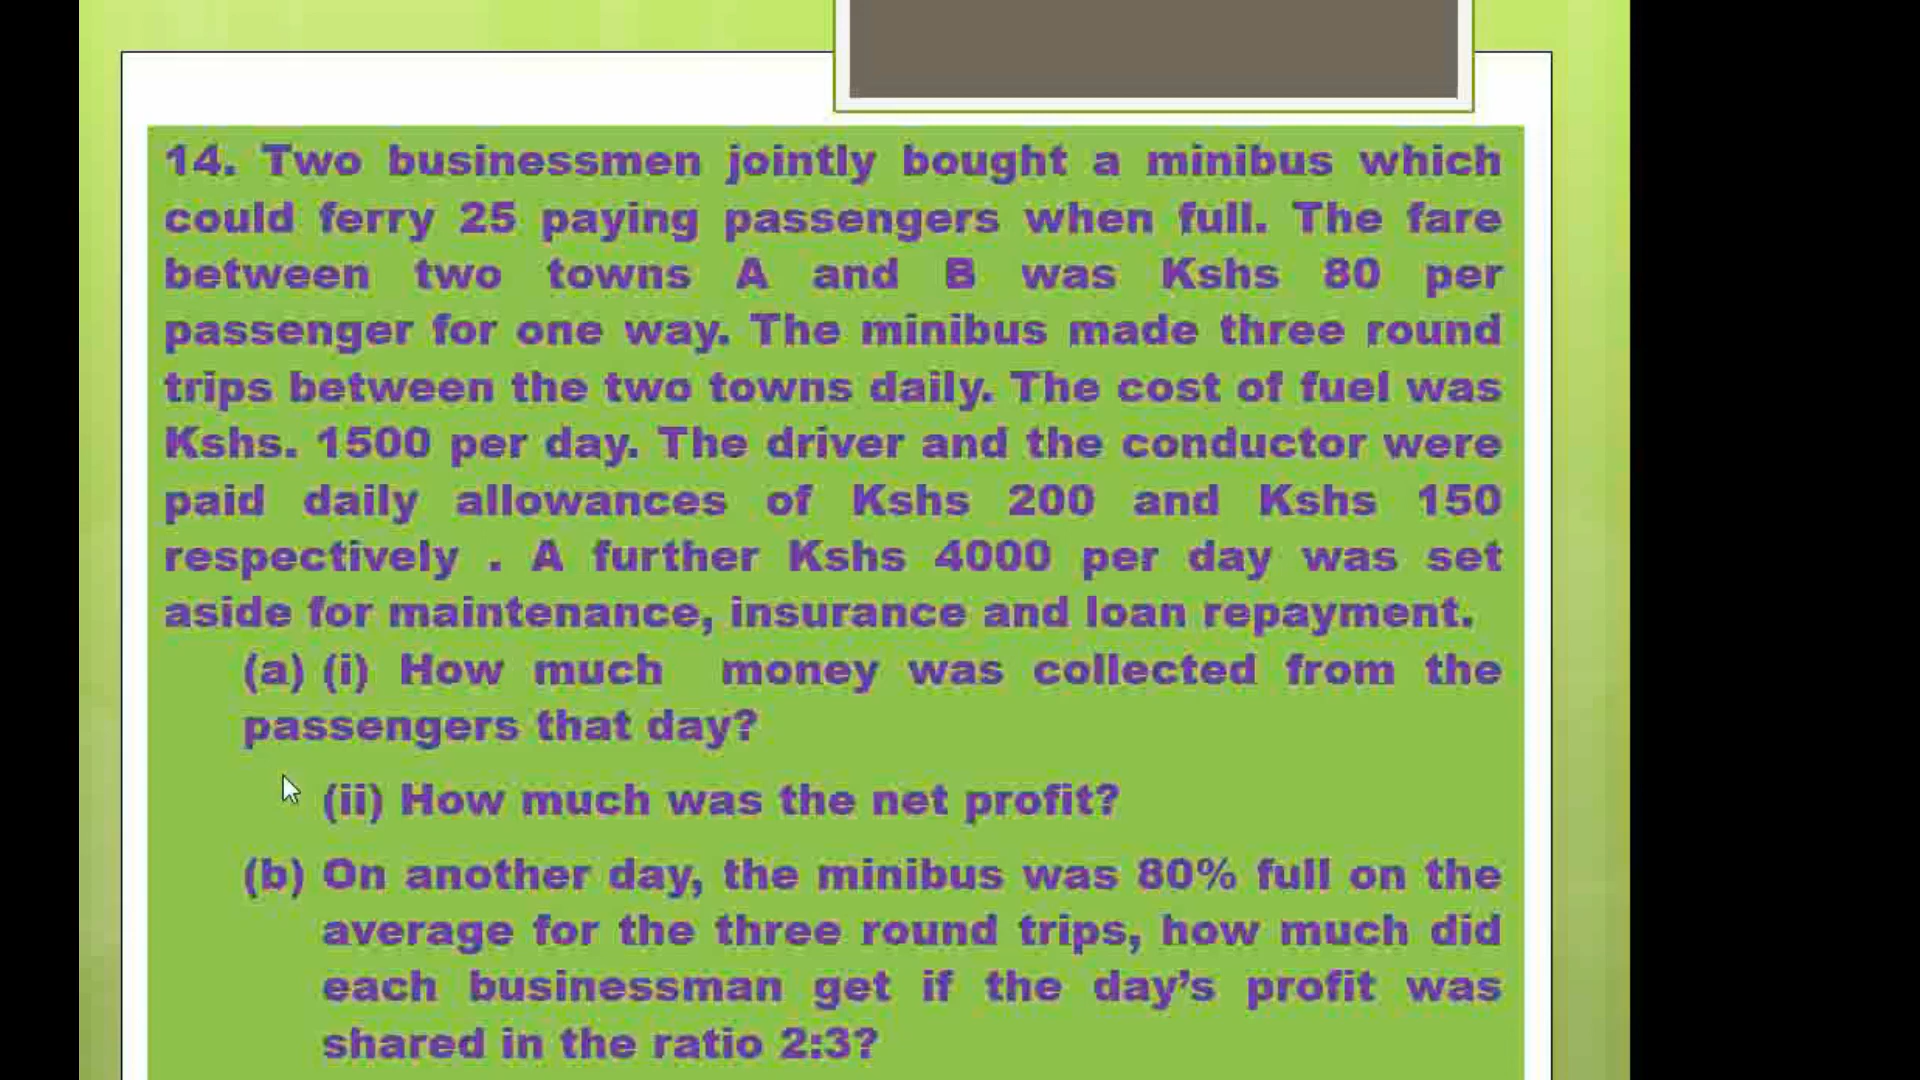 14. Two businessmen jointly bought a minibus which
could ferry 25 paying passengers when full. The fare
between two towns A and B was Kshs 80 per
passenger for one way. The minibus made three round
trips between the two towns daily. The cost of fuel was
Kshs. 1500 per day. The driver and the conductor were
paid daily allowances of Kshs 200 and Kshs 150
respectively . A further Kshs 4000 per day was set
aside for maintenance, insurance and loan repayment.
(a) (i) How much money was collected from the
passengers that day?
(ii) How much was the net profit?
(b) On another day, the minibus was 80% full on the
average for the three round trips, how much did
each businessman get if the day’s profit was
shared in the ratio 2:3?